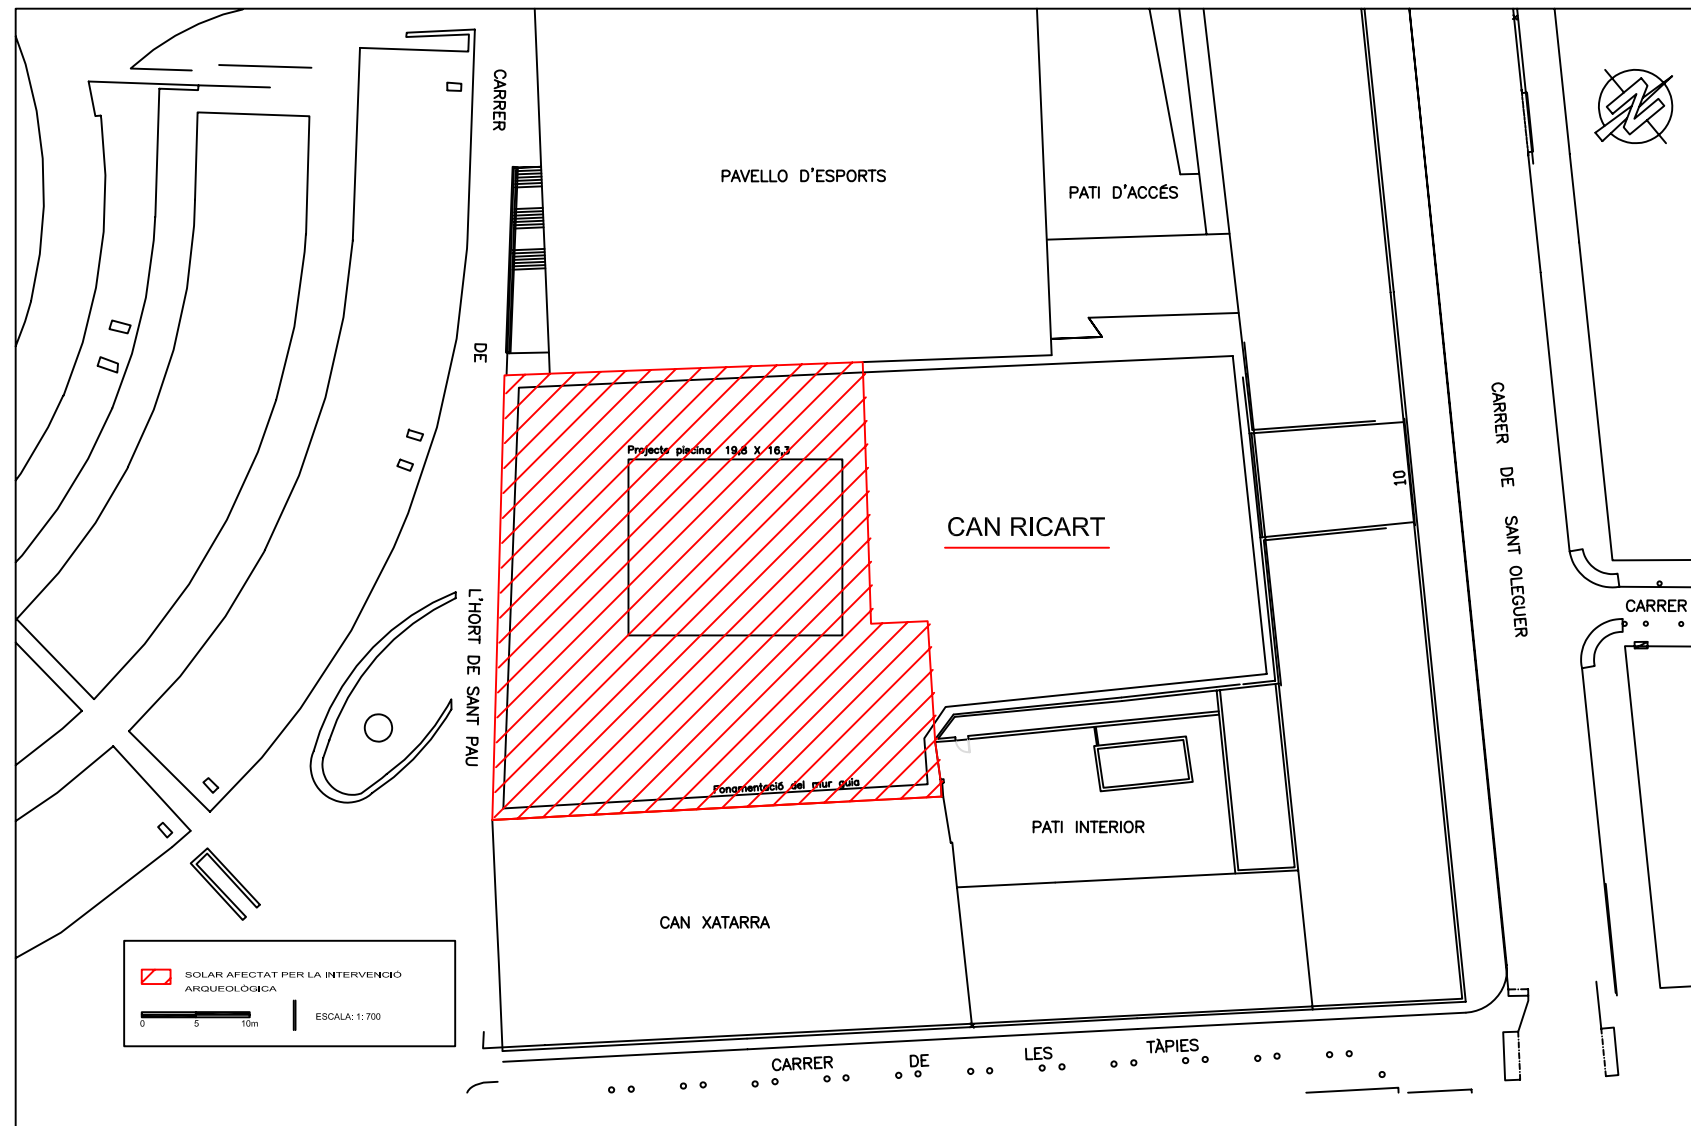 CARRER
PAVELLO D'ESPORTS
PATI D'ACCÉS
N
DE
CARRER DE SANT OLEGUER
Projecte piscina 19,8 X 16,3
10
CAN RICART
L'HORT DE SANT PAU
CARRER
Fonamentació del mur guia
PATI INTERIOR
CAN XATARRA
SOLAR AFECTAT PER LA INTERVENCIÓ
ARQUEOLÒGICA
0 5 10m
ESCALA: 1: 700
CARRER DE LES TÀPIES